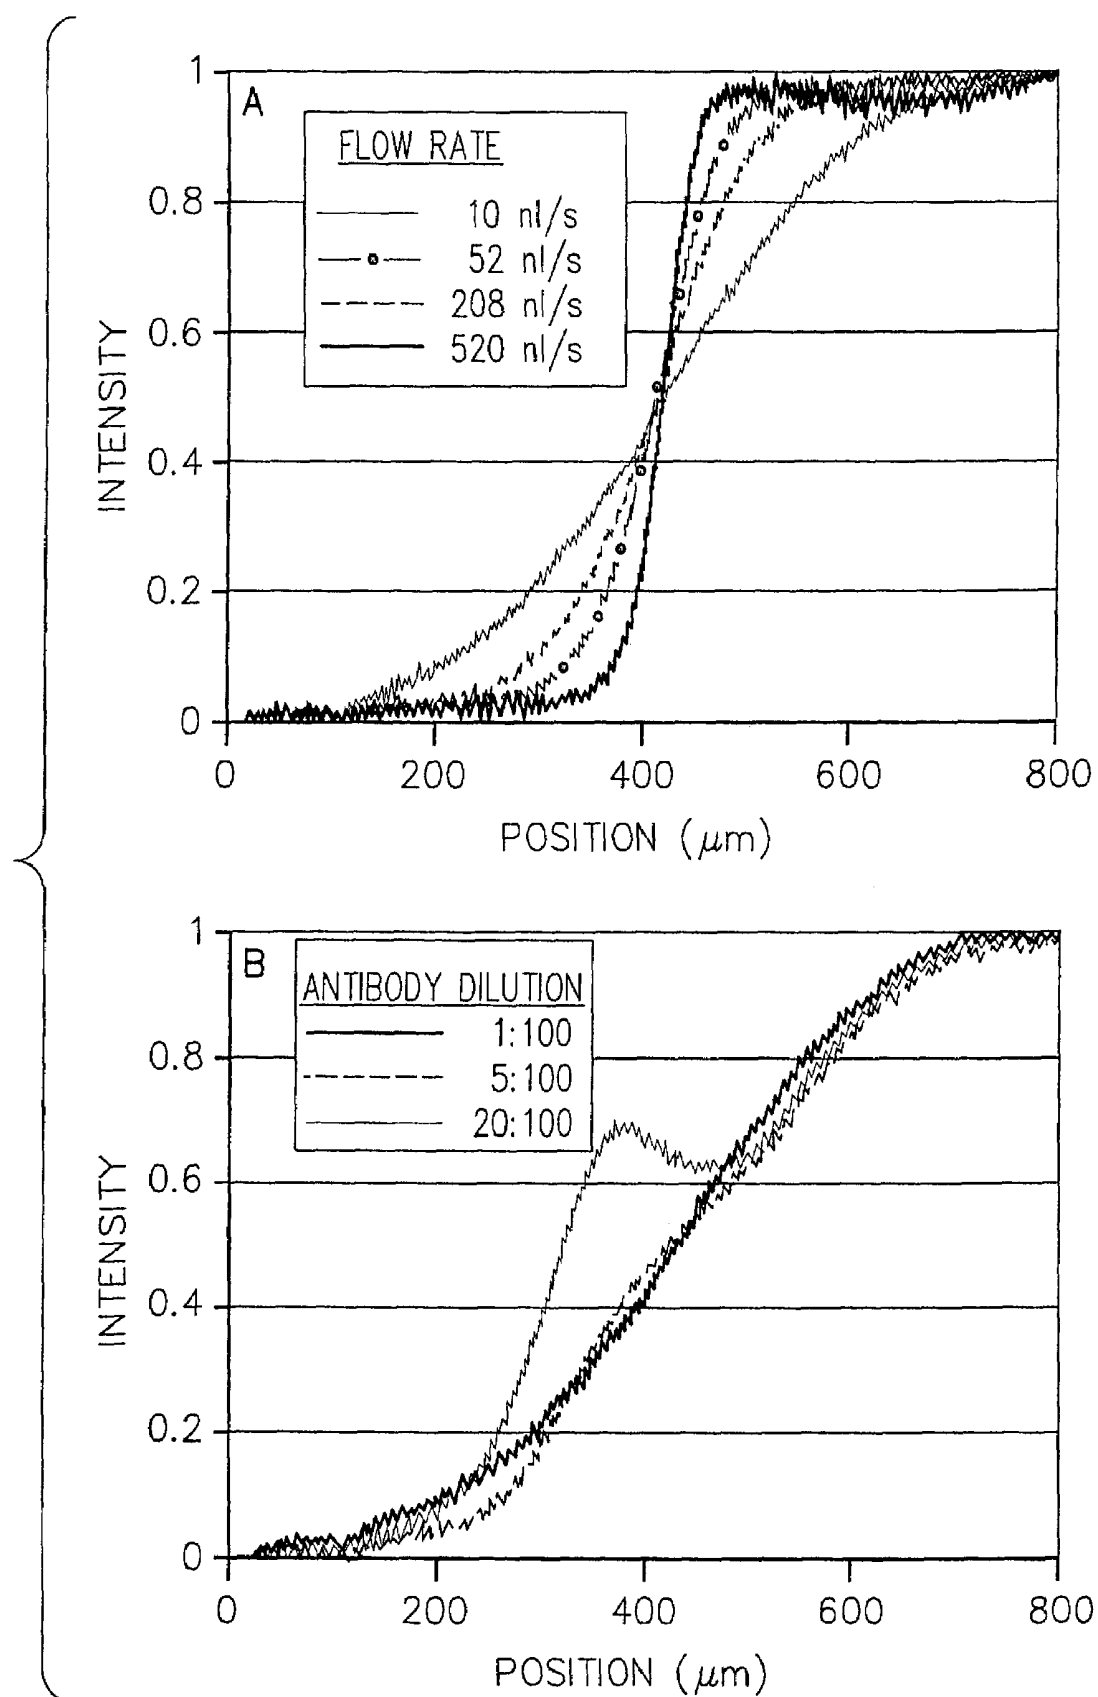 A
FLOW RATE
10 nl/s
52 nl/s
208 nl/s
520 nl/s
1
0.8
0.6
0.4
0.2
0
INTENSITY
0 200 400 600 800
POSITION (μm)
B
ANTIBODY DILUTION
1:100
5:100
20:100
1
0.8
0.6
0.4
0.2
0
INTENSITY
0 200 400 600 800
POSITION (μm)